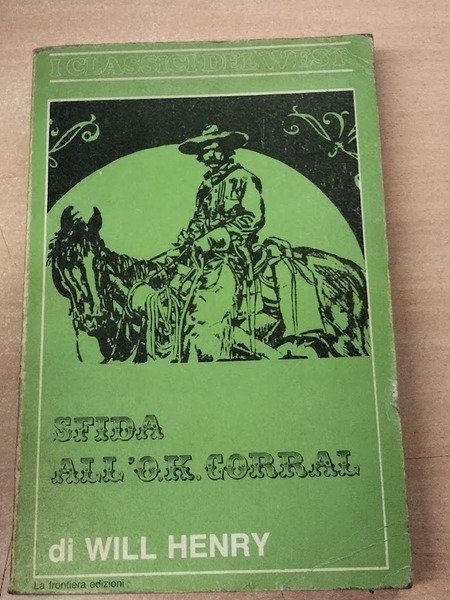 I CLASSICI DEL WEST
SFIDA
ALL'O.K. CORRAL
di WILL HENRY
La frontiera edizioni